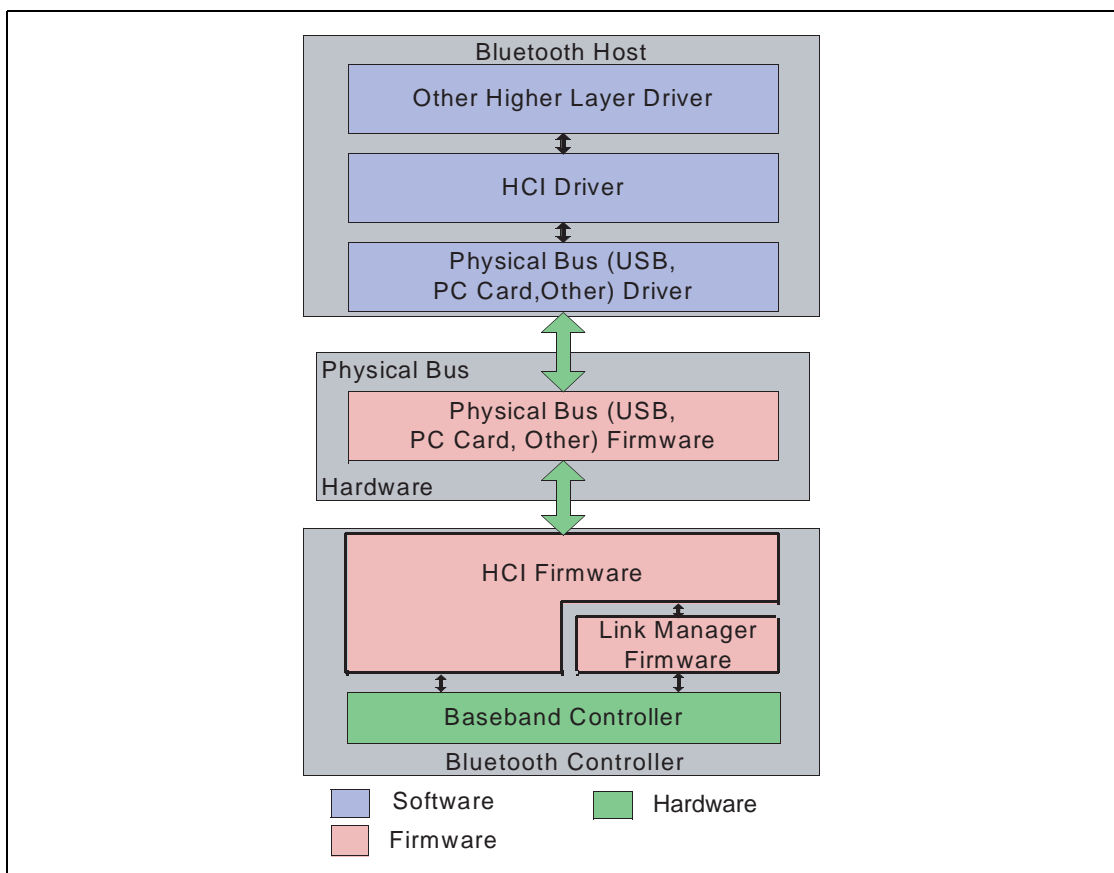 Bluetooth Host
Other Higher Layer Driver
HCI Driver
Physical Bus (USB,
PC Card,Other) Driver
Physical Bus
Physical Bus (USB,
PC Card, Other) Firmware
Hardware
HCI Firmware
Link Manager
Firmware
Baseband Controller
Bluetooth Controller
Software
Hardware
Firmware